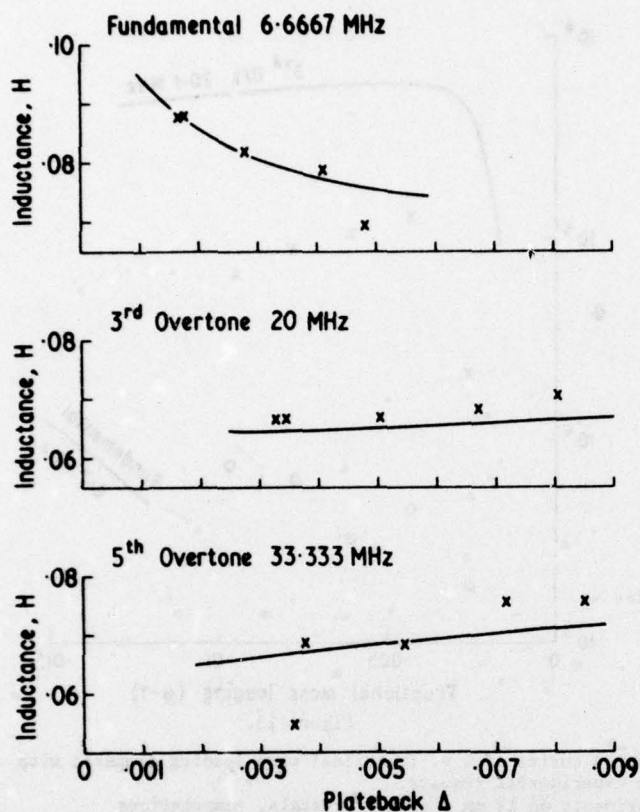 Fundamental 6·6667 MHz
·10
·08
Inductance, H
3rd Overtone 20 MHz
·08
·06
Inductance, H
5th Overtone 33·333 MHz
·08
·06
Inductance, H
0 ·001 ·003 ·005 ·007 ·009
Plateback Δ